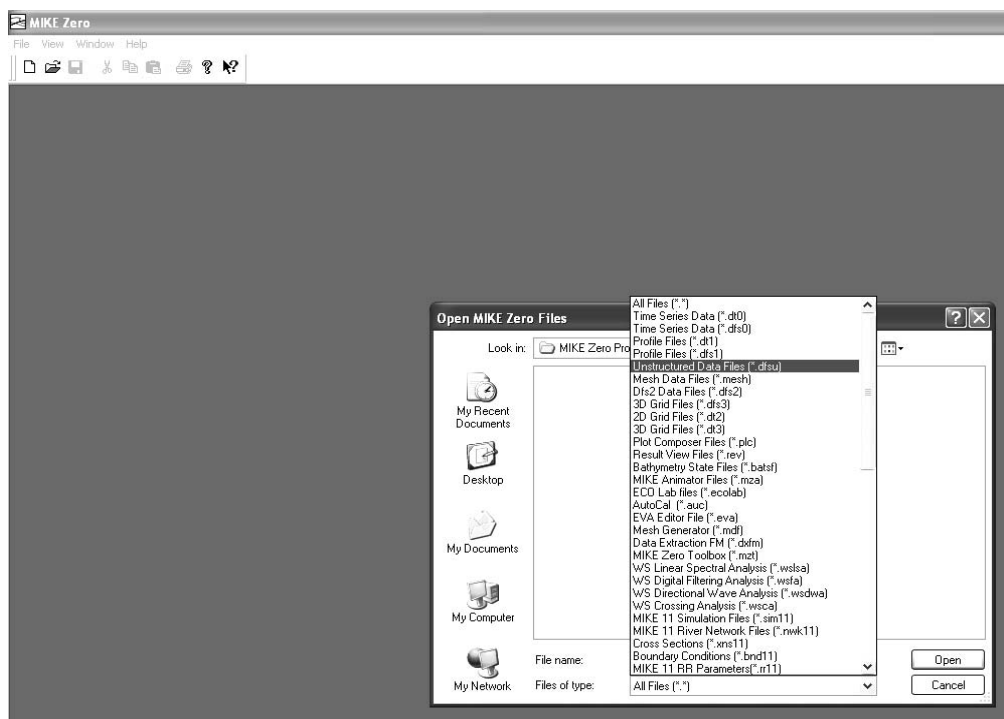 MIKE Zero
File View Window Help
Open MIKE Zero Files
Look in: MIKE Zero Pro
My Recent Documents
Desktop
My Documents
My Computer
My Network
All Files (*.*)
Time Series Data (*.dt0)
Time Series Data (*.dfs0)
Profile Files (*.dt1)
Profile Files (*.dfs1)
Unstructured Data Files (*.dfsu)
Mesh Data Files (*.mesh)
Dfs2 Data Files (*.dfs2)
3D Grid Files (*.dfs3)
2D Grid Files (*.dt2)
3D Grid Files (*.dt3)
Plot Composer Files (*.plc)
Result View Files (*.rev)
Bathymetry State Files (*.batsf)
MIKE Animator Files (*.mza)
ECO Lab files (*.ecolab)
AutoCal (*.auc)
EVA Editor File (*.eva)
Mesh Generator (*.mdf)
Data Extraction FM (*.dxfm)
MIKE Zero Toolbox (*.mzt)
WS Linear Spectral Analysis (*.wslsa)
WS Digital Filtering Analysis (*.wsfa)
WS Directional Wave Analysis (*.wsdwa)
WS Crossing Analysis (*.wsca)
MIKE 11 Simulation Files (*.sim11)
MIKE 11 River Network Files (*.nwk11)
Cross Sections (*.xns11)
Boundary Conditions (*.bnd11)
MIKE 11 RR Parameters(*.rr11)
File name:
Open
Files of type: All Files (*.*)
Cancel